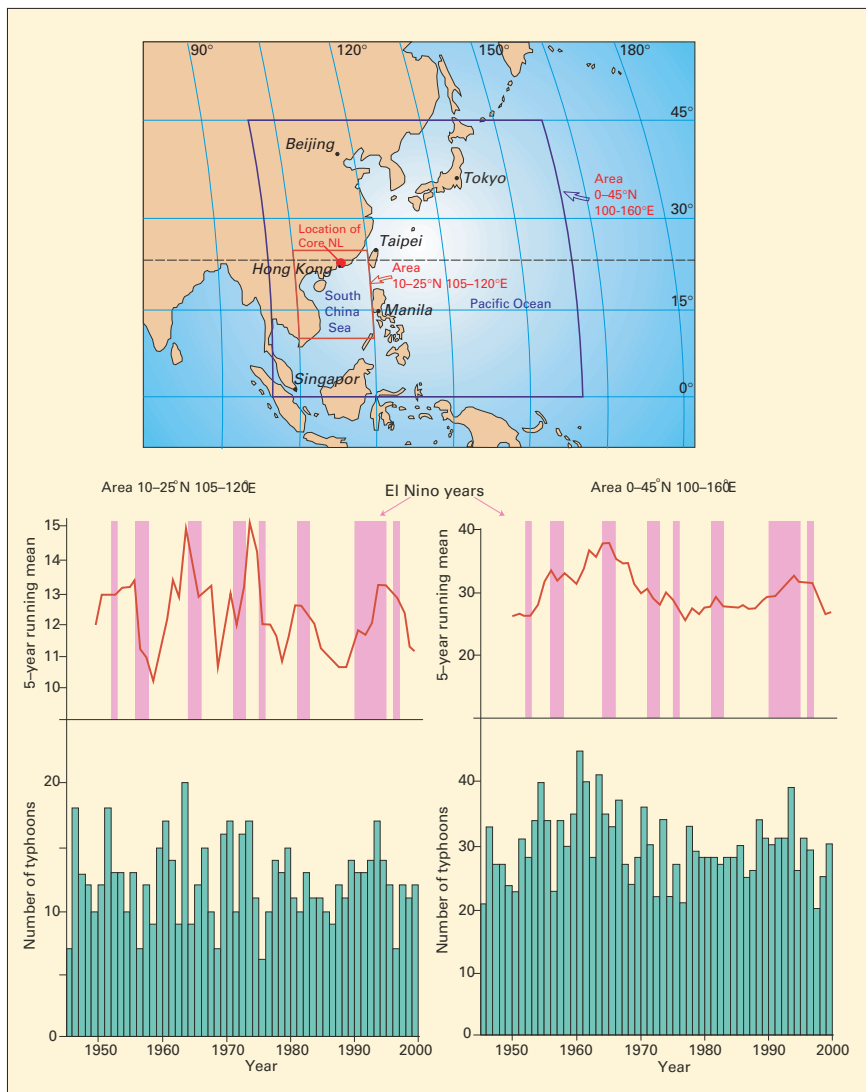 90°
120°
150°
180°
45°
Beijing
Tokyo
Area
0–45°N
100-160°E
30°
Location of
Core NL
Taipei
Hong Kong
Area
10–25°N 105–120°E
South
China
Sea
Manila
Pacific Ocean
15°
Singapor
0°
Area 10–25°N 105–120°E
El Nino years
Area 0–45°N 100–160°E
5-year running mean
15
14
13
12
11
10
5-year running mean
40
30
20
Number of typhoons
20
10
0
1950
1960
1970
1980
1990
2000
Year
Number of typhoons
40
30
20
10
0
1950
1960
1970
1980
1990
2000
Year